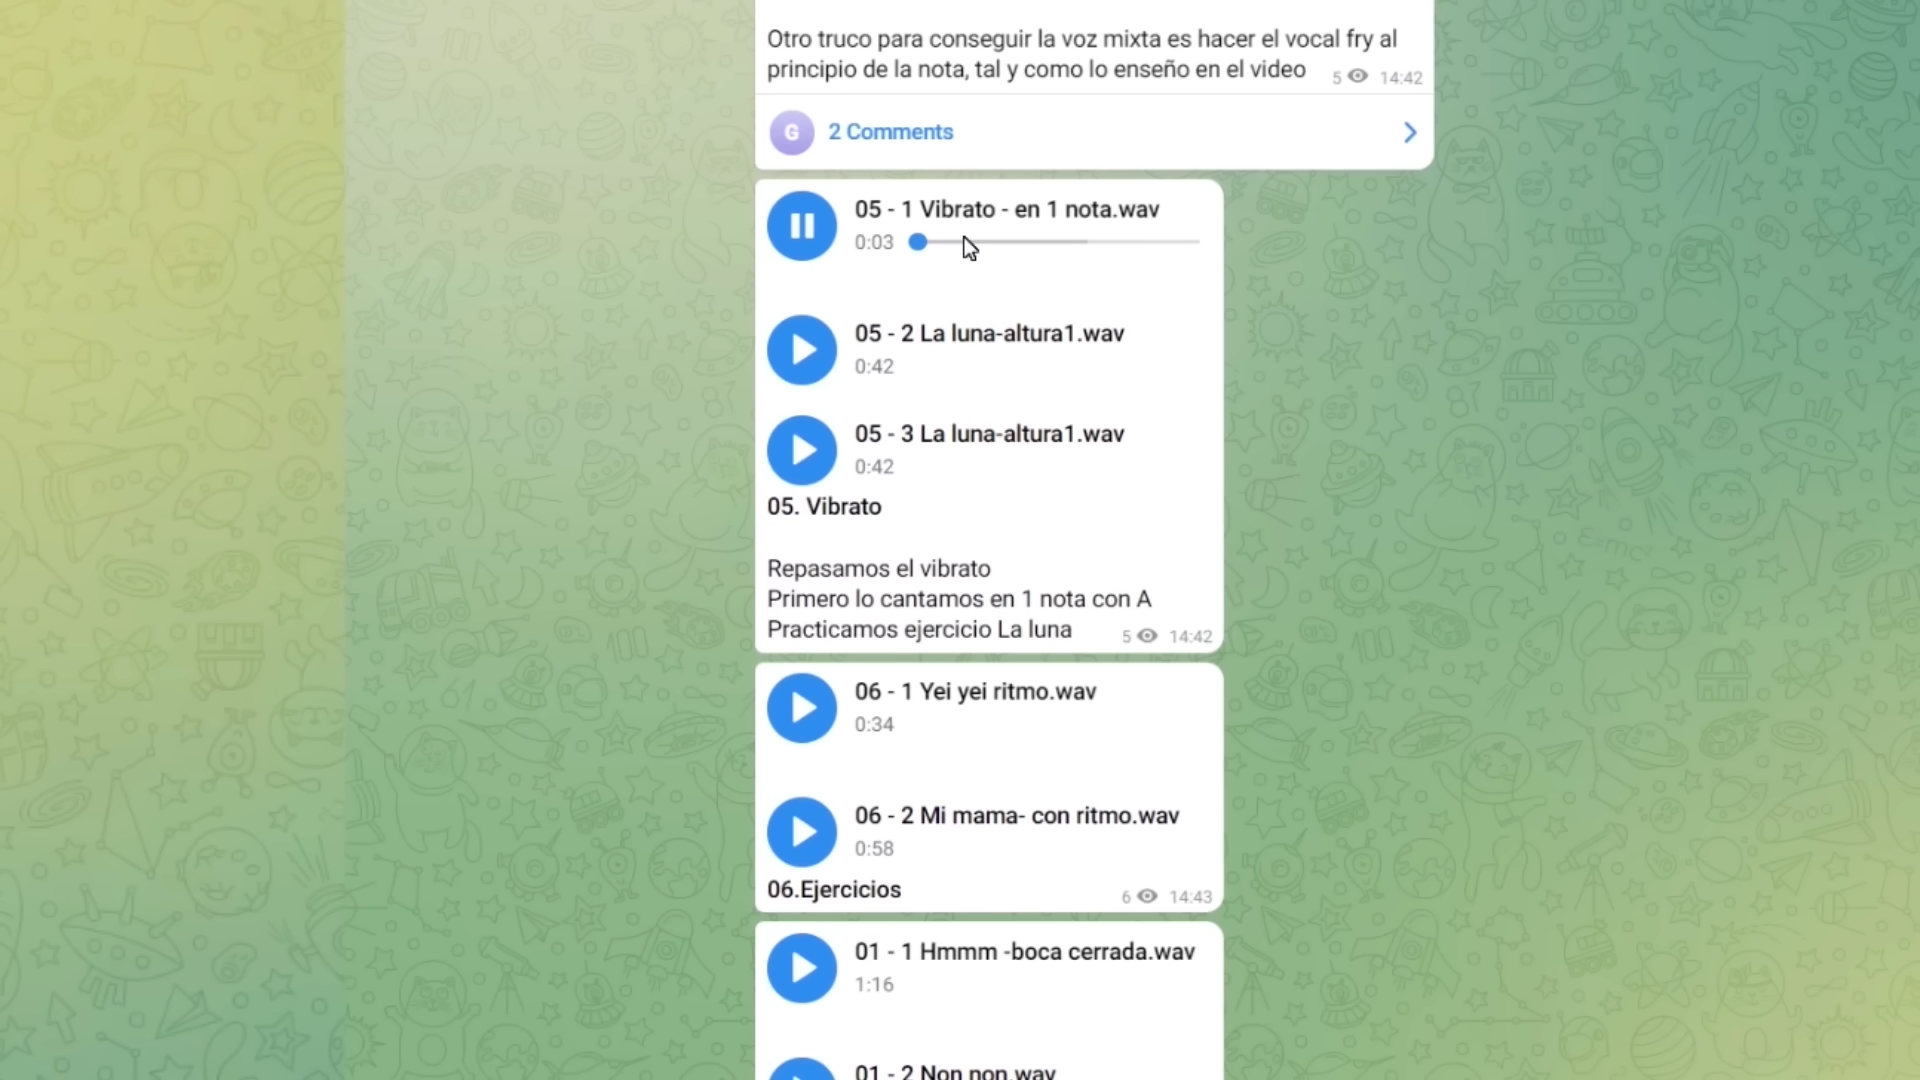 Otro truco para conseguir la voz mixta es hacer el vocal fry al
principio de la nota, tal y como lo enseño en el video
5 14:42
G 2 Comments
05 - 1 Vibrato - en 1 nota.wav
0:03
05 - 2 La luna-altura1.wav
0:42
05 - 3 La luna-altura1.wav
0:42
05. Vibrato
Repasamos el vibrato
Primero lo cantamos en 1 nota con A
Practicamos ejercicio La luna
5 14:42
06 - 1 Yei yei ritmo.wav
0:34
06 - 2 Mi mama- con ritmo.wav
0:58
06.Ejercicios
6 14:43
01 - 1 Hmmm -boca cerrada.wav
1:16
01 - 2 Non non.wav